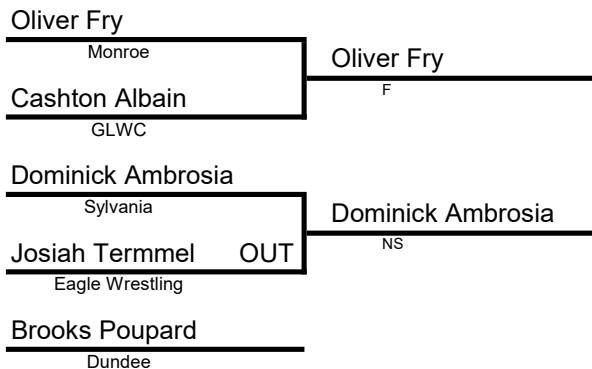 Oliver Fry
Monroe
Oliver Fry
F
Cashton Albain
GLWC
Dominick Ambrosia
Sylvania
Dominick Ambrosia
NS
Josiah Termmel OUT
Eagle Wrestling
Brooks Poupard
Dundee